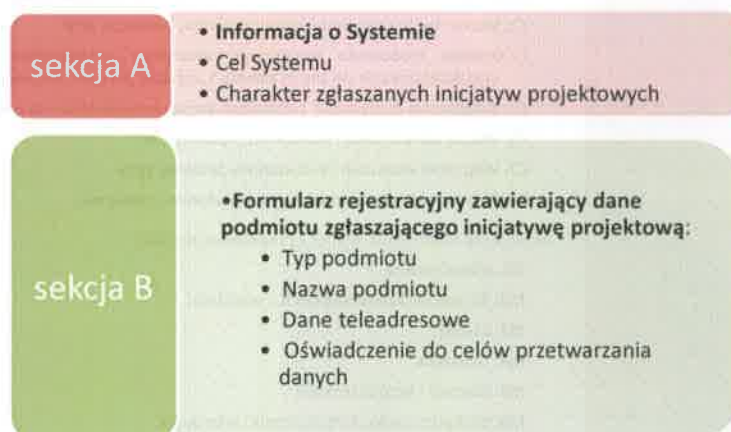 sekcja A
• Informacja o Systemie
• Cel Systemu
• Charakter zgłaszanych inicjatyw projektowych
sekcja B
•Formularz rejestracyjny zawierający dane
podmiotu zgłaszającego inicjatywę projektową:
• Typ podmiotu
• Nazwa podmiotu
• Dane teleadresowe
• Oświadczenie do celów przetwarzania
danych